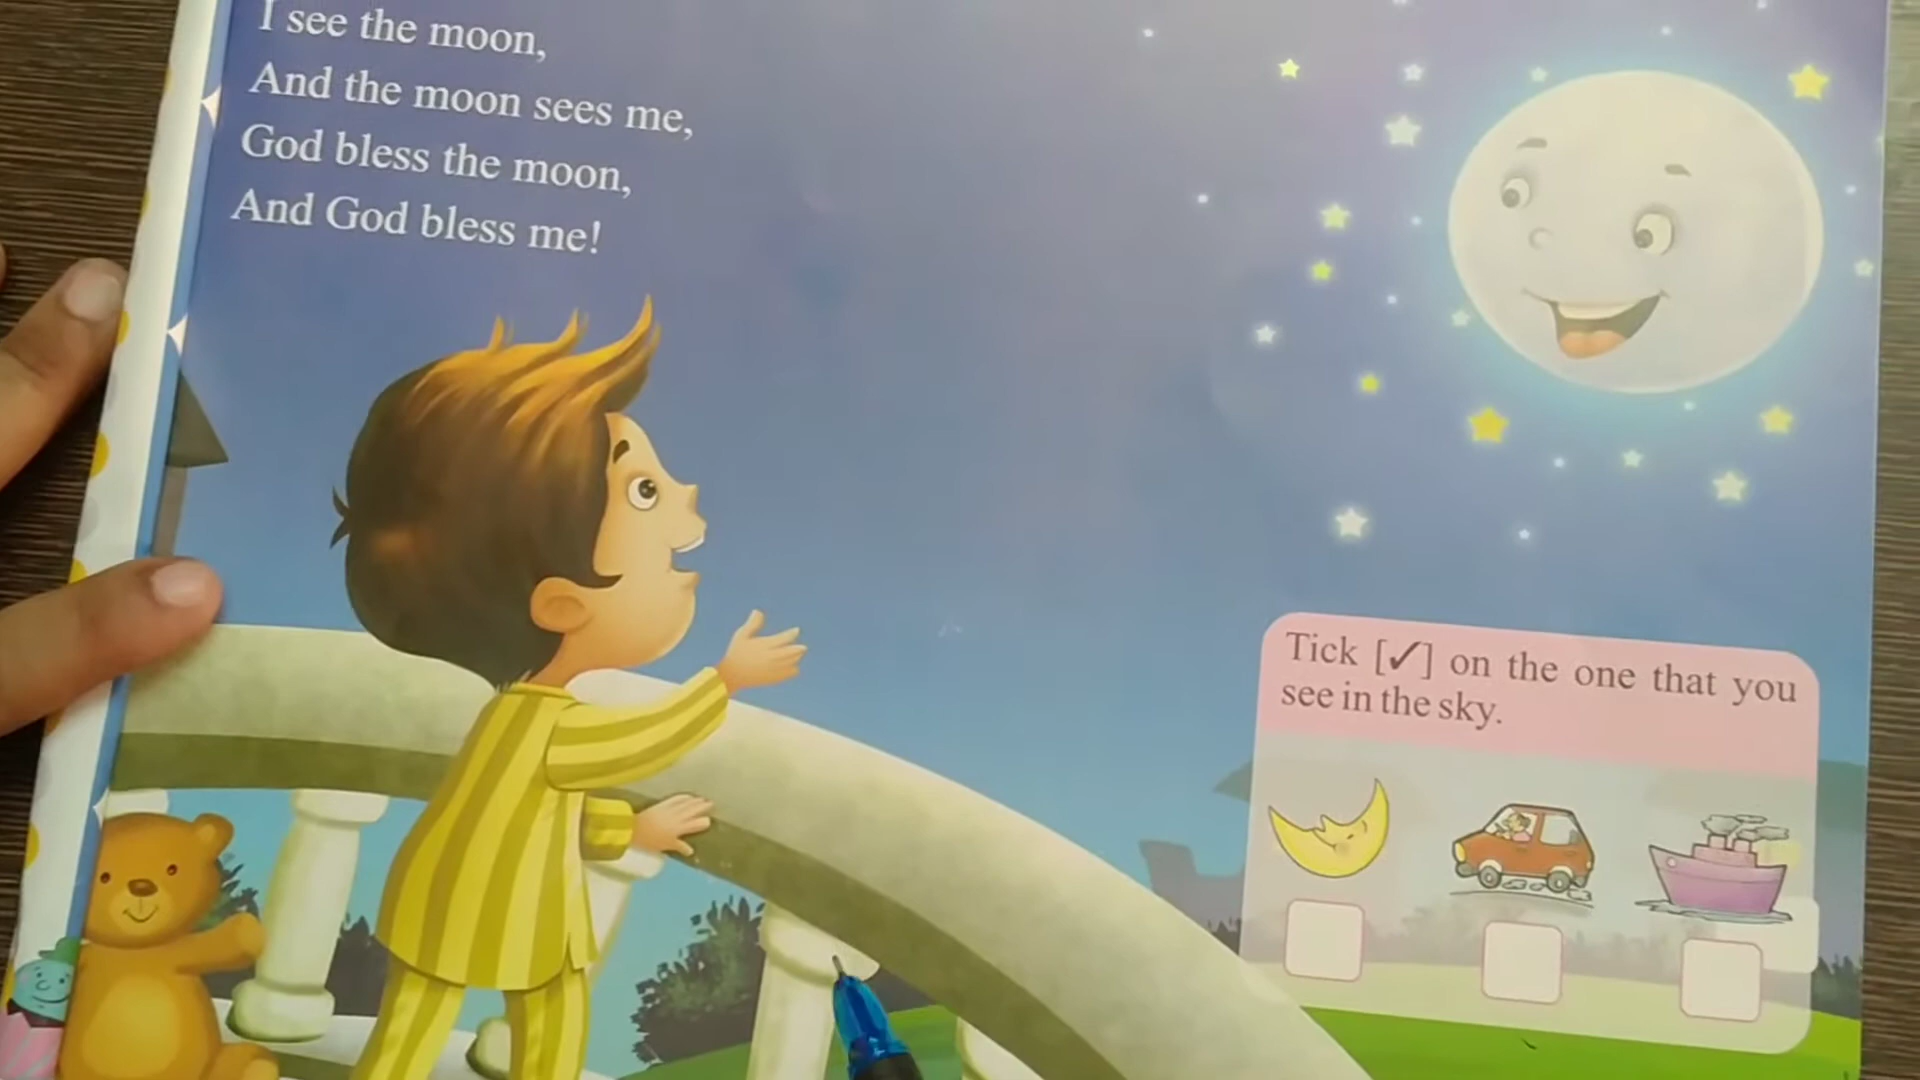 I see the moon,
And the moon sees me,
God bless the moon,
And God bless me!
Tick [✓] on the one that you
see in the sky.